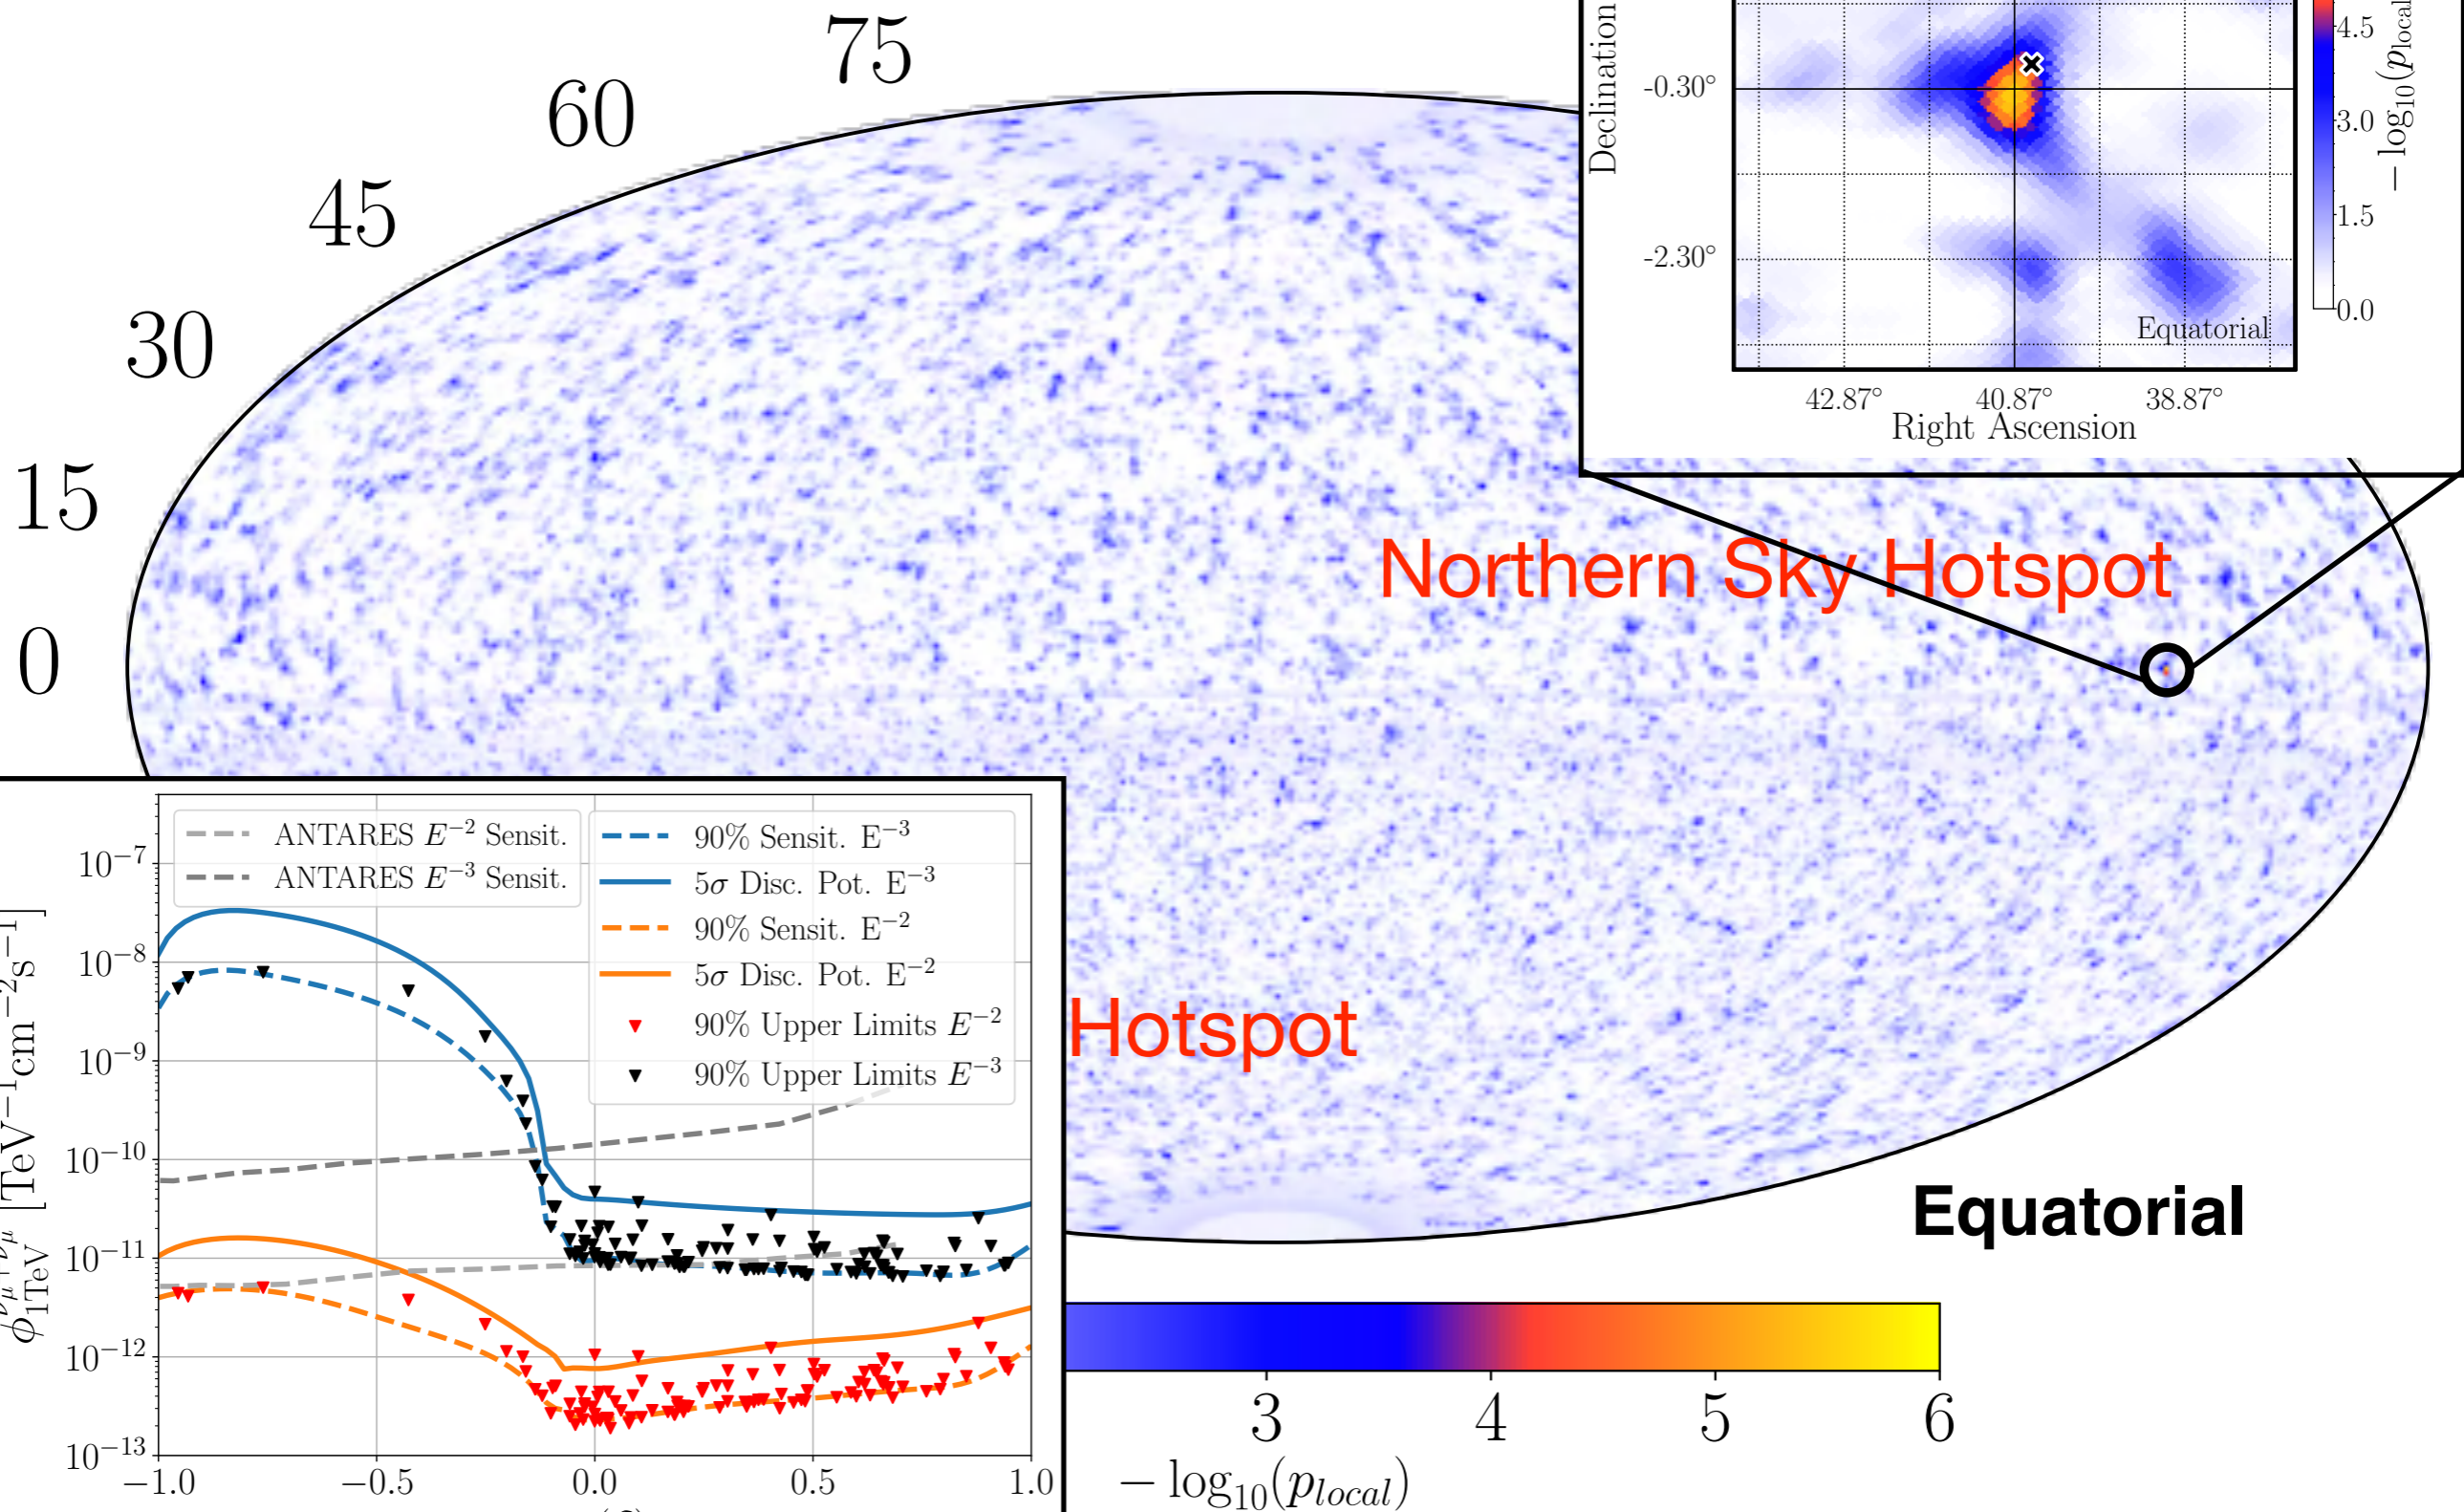 75
60
45
30
15
0
Declination
-0.30°
-2.30°
42.87°
40.87°
38.87°
Right Ascension
Equatorial
4.5
3.0
1.5
0.0
− log₁₀(p_local
Northern Sky Hotspot
Hotspot
Equatorial
ANTARES E⁻² Sensit.
ANTARES E⁻³ Sensit.
90% Sensit. E⁻³
5σ Disc. Pot. E⁻³
90% Sensit. E⁻²
5σ Disc. Pot. E⁻²
90% Upper Limits E⁻²
90% Upper Limits E⁻³
10⁻⁷
10⁻⁸
10⁻⁹
10⁻¹⁰
10⁻¹¹
10⁻¹²
10⁻¹³
−1.0
−0.5
0.0
0.5
1.0
[TeV⁻¹cm⁻²s⁻¹]
3
4
5
6
− log₁₀(p_local)